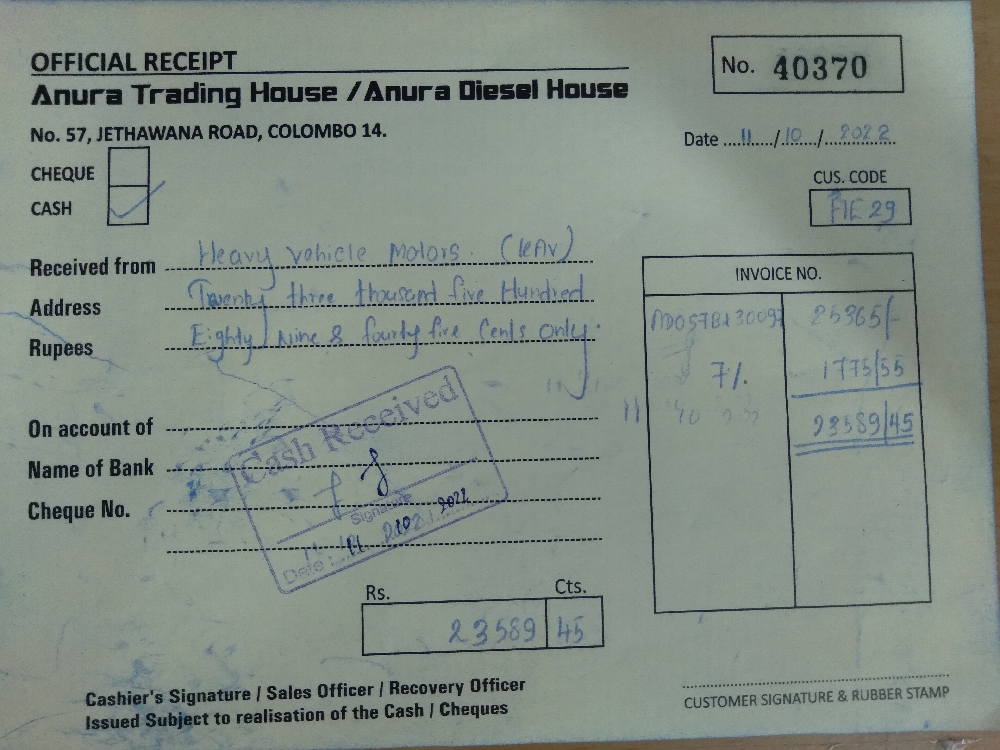 OFFICIAL RECEIPT
No. 40370
Anura Trading House / Anura Diesel House
No. 57, JETHAWANA ROAD, COLOMBO 14.
Date 11/10/2022
CHEQUE
CASH
CUS. CODE
29
Received from Heavy vehicle Motors.
Address Twenty three thousand five Hundred
Rupees Eighty Nine & fourty five Cents only.
INVOICE NO.
25365/-
7%. 1775/55
23589/45
On account of
Name of Bank
Cheque No.
Cash Received
Signature
Date: 2022
Rs. Cts.
23589 45
Cashier's Signature / Sales Officer / Recovery Officer
Issued Subject to realisation of the Cash / Cheques
CUSTOMER SIGNATURE & RUBBER STAMP